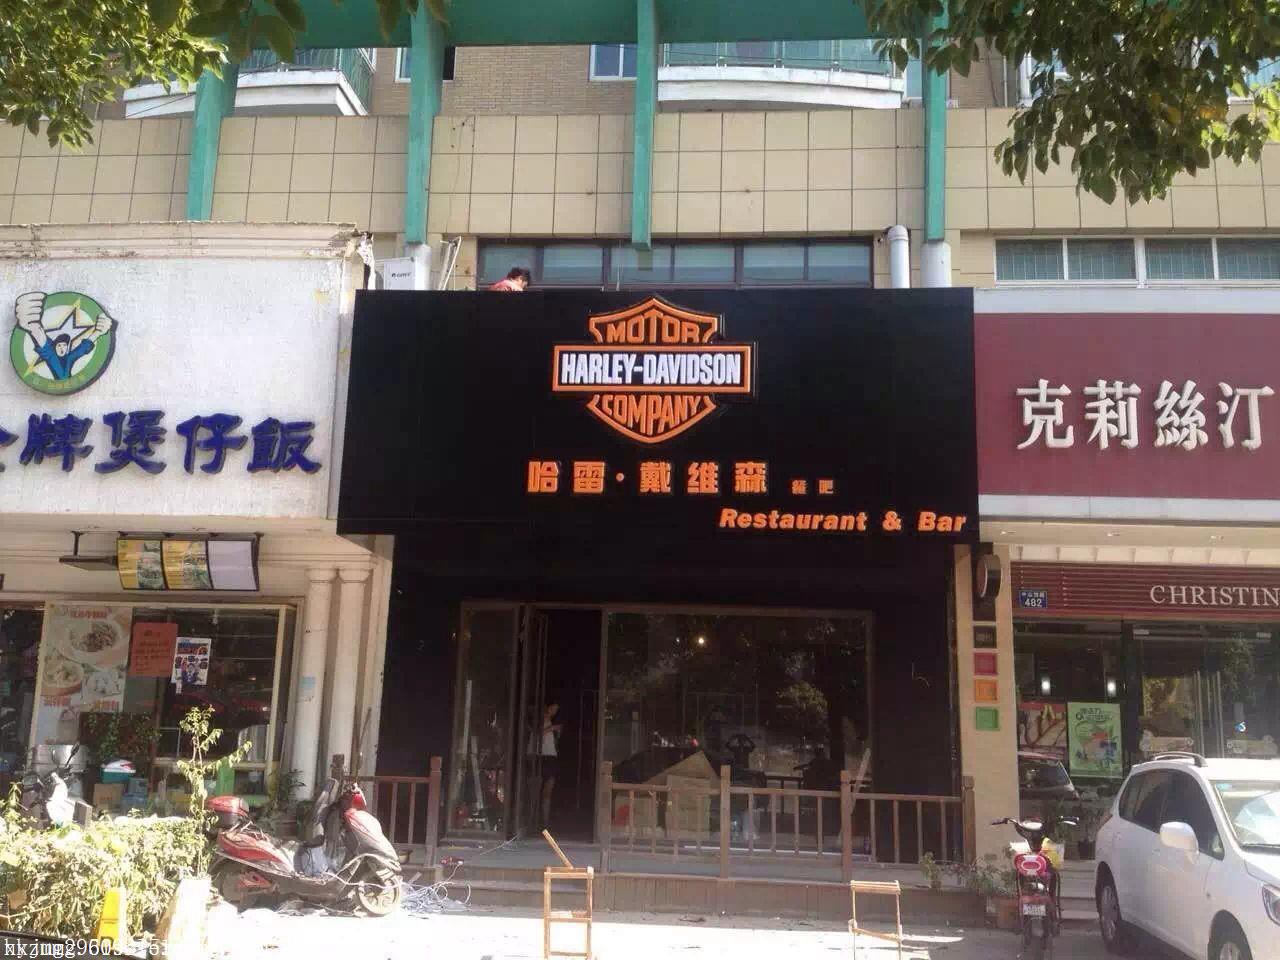 MOTOR
HARLEY-DAVIDSON
COMPANY
哈雷·戴维森 餐吧
Restaurant & Bar
牌煲仔飯
克莉絲汀
CHRISTIN
482